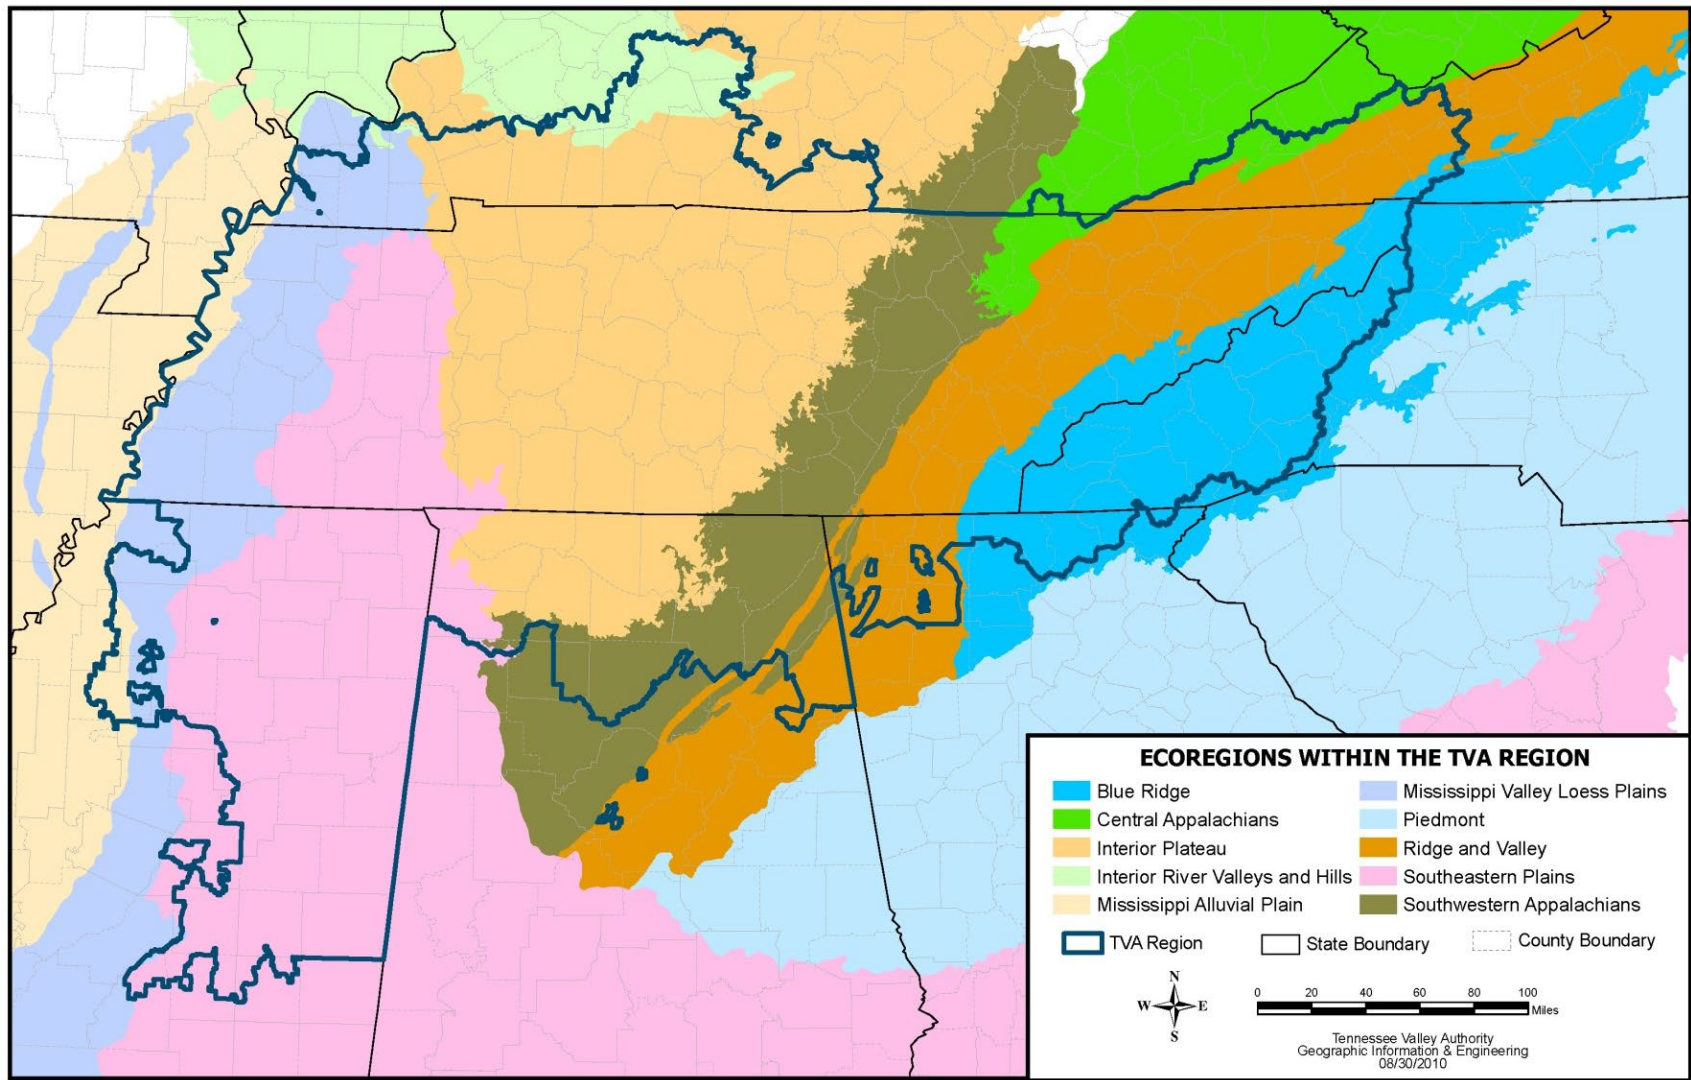 ECOREGIONS WITHIN THE TVA REGION
Blue Ridge
Central Appalachians
Interior Plateau
Interior River Valleys and Hills
Mississippi Alluvial Plain
Mississippi Valley Loess Plains
Piedmont
Ridge and Valley
Southeastern Plains
Southwestern Appalachians
TVA Region
State Boundary
County Boundary
N
W E
S
0 20 40 60 80 100
Miles
Tennessee Valley Authority
Geographic Information & Engineering
08/30/2010